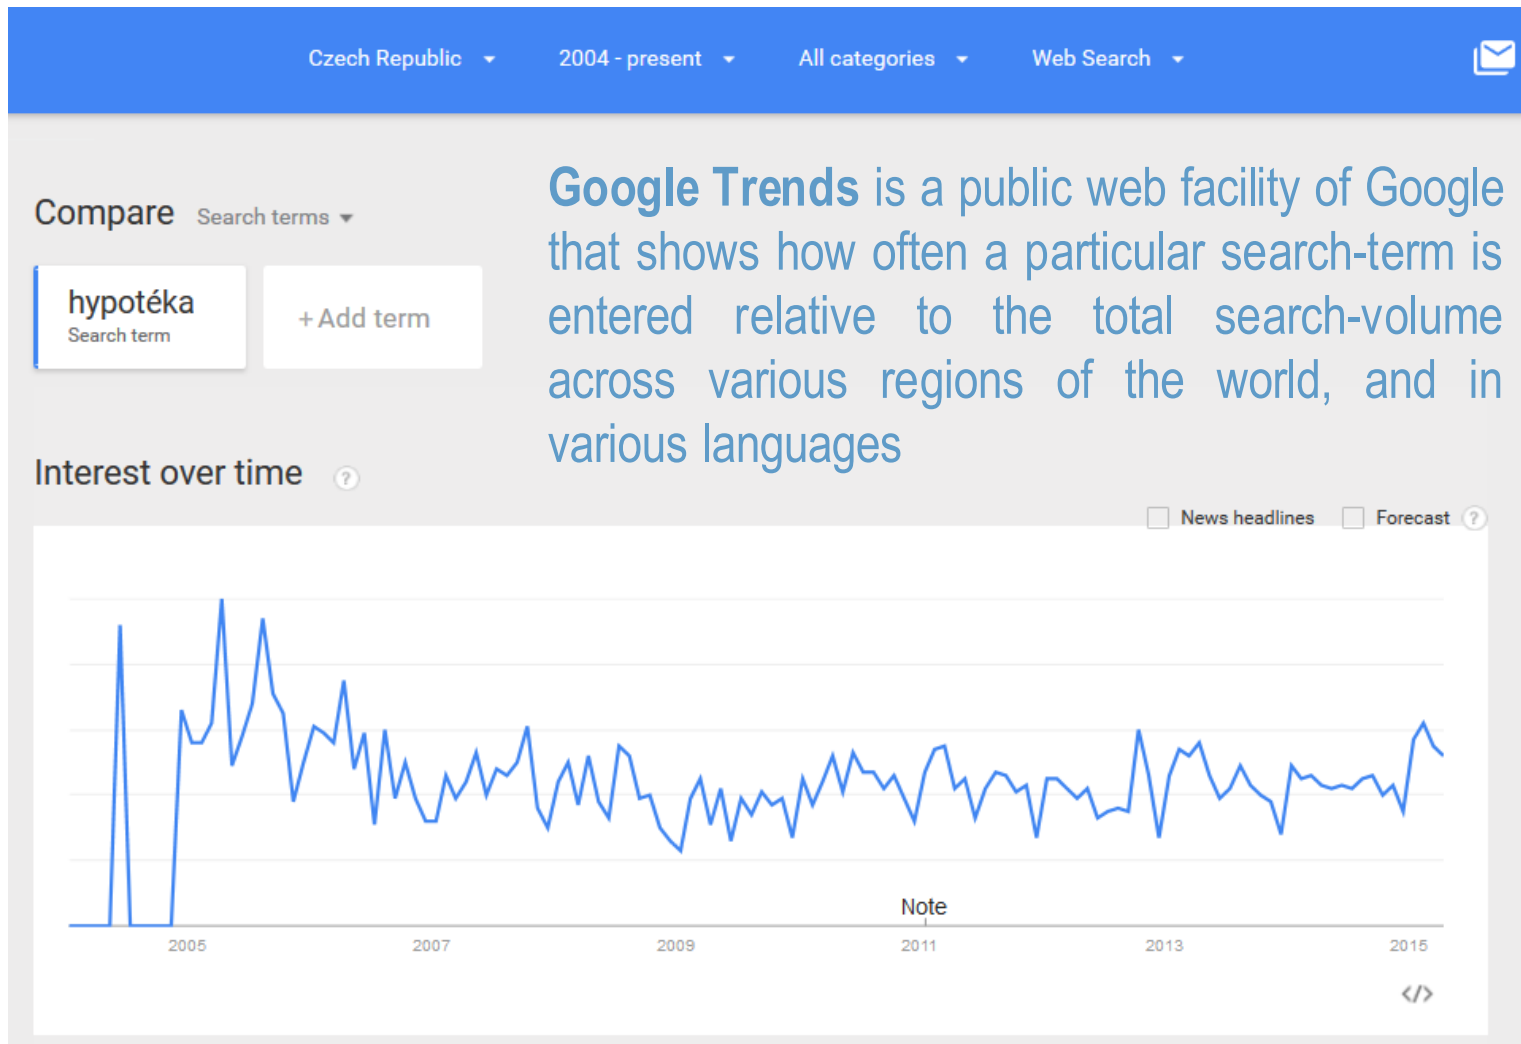 Czech Republic 2004 - present All categories Web Search
Google Trends is a public web facility of Google
that shows how often a particular search-term is
entered relative to the total search-volume
across various regions of the world, and in
various languages
Compare Search terms
hypotéka
Search term
+ Add term
Interest over time ?
News headlines Forecast ?
Note
2005 2007 2009 2011 2013 2015
</>